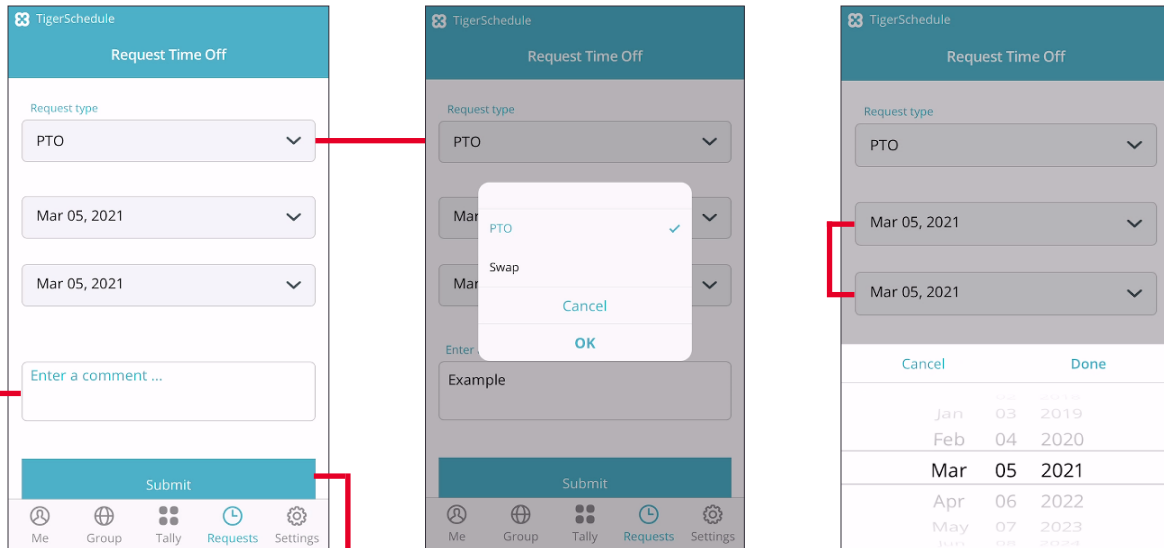 TigerSchedule
Request Time Off
Request type
PTO
Mar 05, 2021
Mar 05, 2021
Enter a comment ...
Submit
Me Group Tally Requests Settings
TigerSchedule
Request Time Off
Request type
PTO
Mar
Mar
PTO
Swap
Cancel
OK
Enter
Example
Submit
Me Group Tally Requests Settings
TigerSchedule
Request Time Off
Request type
PTO
Mar 05, 2021
Mar 05, 2021
Cancel Done
Jan 03 2019
Feb 04 2020
Mar 05 2021
Apr 06 2022
May 07 2023